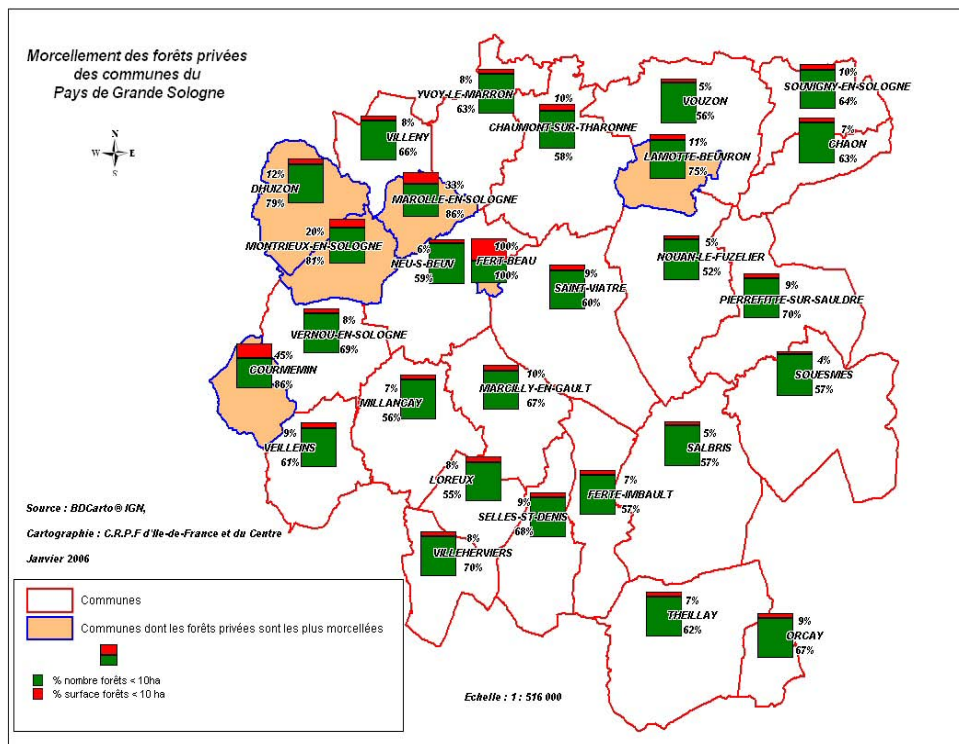 Morcellement des forêts privées
des communes du
Pays de Grande Sologne
N
W E
S
8%
YVOY-LE-MARRON
63%
10%
CHAUMONT-SUR-THARONNE
58%
5%
VOUZON
56%
10%
SOUVIGNY-EN-SOLOGNE
64%
7%
CHAON
63%
8%
VILLENY
66%
11%
LAMOTTE-BEUVRON
75%
12%
DHUIZON
79%
33%
MAROLLE-EN-SOLOGNE
86%
20%
MONTRIEUX-EN-SOLOGNE
81%
6%
NEU-S-BEUV
59%
100%
FERT-BEAU
100%
5%
NOUAN-LE-FUZELIER
52%
9%
SAINT-VIATRE
60%
9%
PIERREFITTE-SUR-SAULDRE
70%
8%
VERNOU-EN-SOLOGNE
69%
45%
COURMEMIN
86%
4%
SOUESMES
57%
7%
MILLANCAY
56%
10%
MARCILLY-EN-GAULT
67%
9%
VEILLEINS
61%
5%
SALBRIS
57%
8%
LOREUX
55%
7%
FERTE-IMBAULT
57%
9%
SELLES-ST-DENIS
68%
8%
VILLEHERVIERS
70%
7%
THEILLAY
62%
9%
ORCAY
67%
Source : BDCarto® IGN,
Cartographie : C.R.P.F d'Ile-de-France et du Centre
Janvier 2006
Communes
Communes dont les forêts privées sont les plus morcellées
% nombre forêts < 10ha
% surface forêts < 10 ha
Echelle : 1 : 516 000